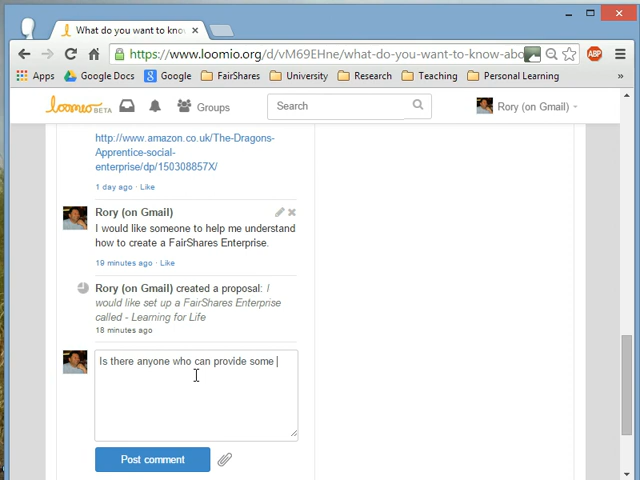 What do you want to kno
https://www.loomio.org/d/vM69EHne/what-do-you-want-to-know-abo
ABP
Apps Google Docs Google FairShares University Research Teaching Personal Learning
loomio BETA Groups Search Rory (on Gmail)
http://www.amazon.co.uk/The-Dragons-
Apprentice-social-
enterprise/dp/150308857X/
1 day ago · Like
Rory (on Gmail)
I would like someone to help me understand
how to create a FairShares Enterprise.
19 minutes ago · Like
Rory (on Gmail) created a proposal: I
would like set up a FairShares Enterprise
called - Learning for Life
18 minutes ago
Is there anyone who can provide some
Post comment